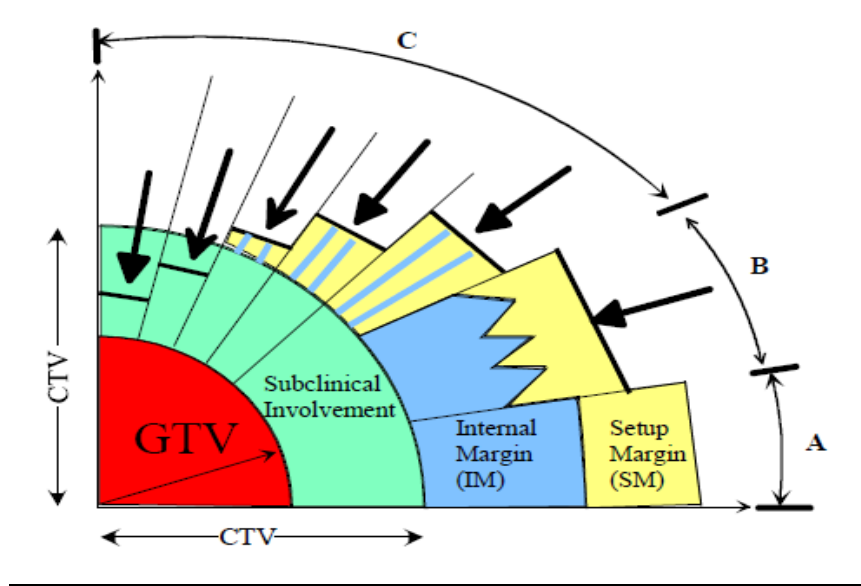 C
B
CTV
Subclinical
Involvement
GTV
Internal
Margin
(IM)
Setup
Margin
(SM)
A
CTV